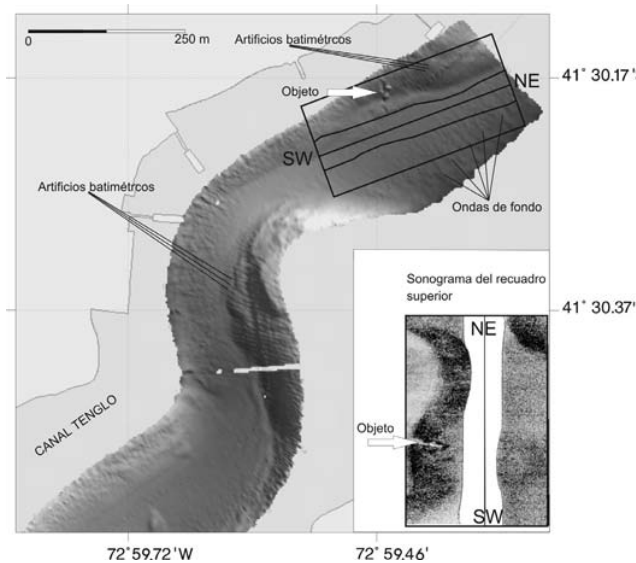 0
250 m
Artificios batimétrcos
Objeto
NE
41° 30.17'
SW
Artificios batimétrcos
Ondas de fondo
Sonograma del recuadro
superior
NE
41° 30.37'
Objeto
CANAL TENGLO
SW
72° 59.72' W
72° 59.46'